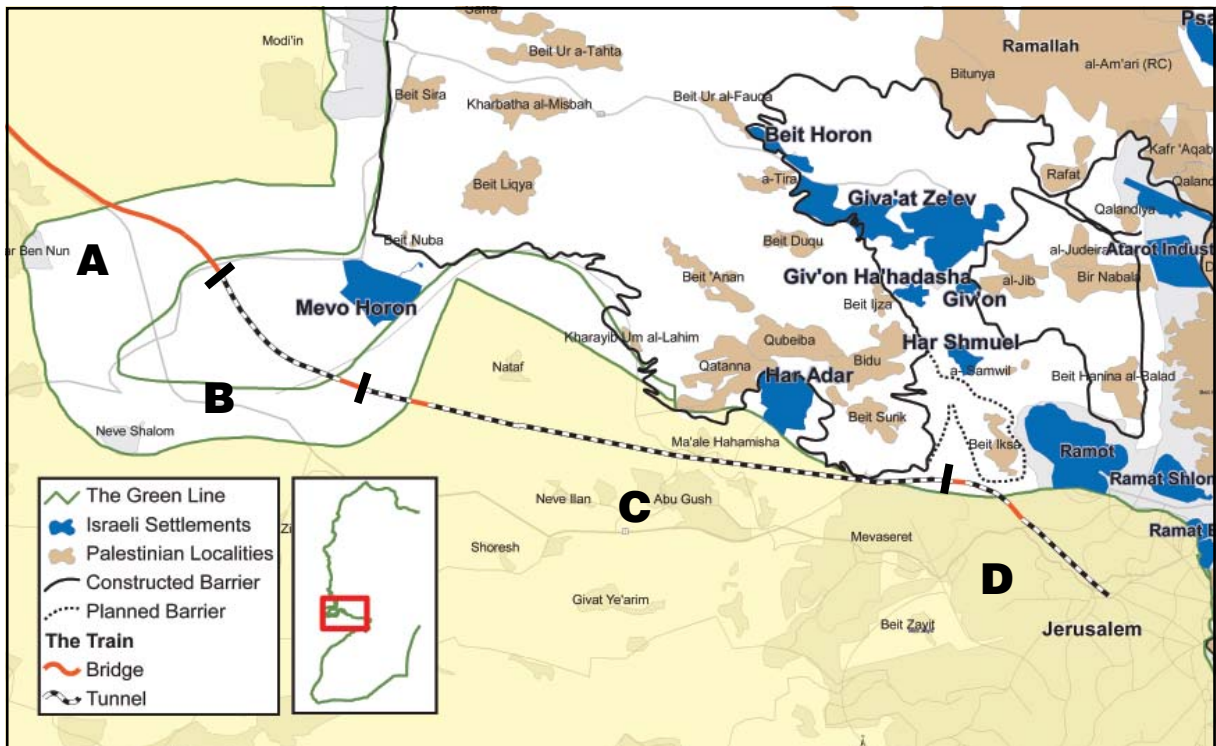 Saffa
Modi'in
Beit Ur a-Tahta
Ramallah
al-Am'ari (RC)
Bitunya
Psa
Beit Sira
Kharbatha al-Misbah
Beit Ur al-Fauqa
Beit Horon
Kafr 'Aqab
Rafat
Qaland
Beit Liqya
a-Tira
Giva'at Ze'ev
Qalandiya
A
ar Ben Nun
Beit Nuba
Beit Duqu
al-Judeira
Atarot Indust
Beit 'Anan
Giv'on Ha'hadasha
al-Jib
Bir Nabala
Mevo Horon
Beit Ijza
Giv'on
Kharayib Um al-Lahim
Qubeiba
Har Shmuel
Bidu
a- Samwil
Nataf
Qatanna
Har Adar
Beit Hanina al-Balad
B
Beit Surik
Neve Shalom
Ma'ale Hahamisha
Beit Iksa
Ramot
Ramat Shlom
The Green Line
Israeli Settlements
Palestinian Localities
Constructed Barrier
Planned Barrier
The Train
Bridge
Tunnel
Zi
Neve Ilan
C
Abu Gush
Ramat E
Shoresh
Mevaseret
D
Givat Ye'arim
Beit Zayit
Jerusalem